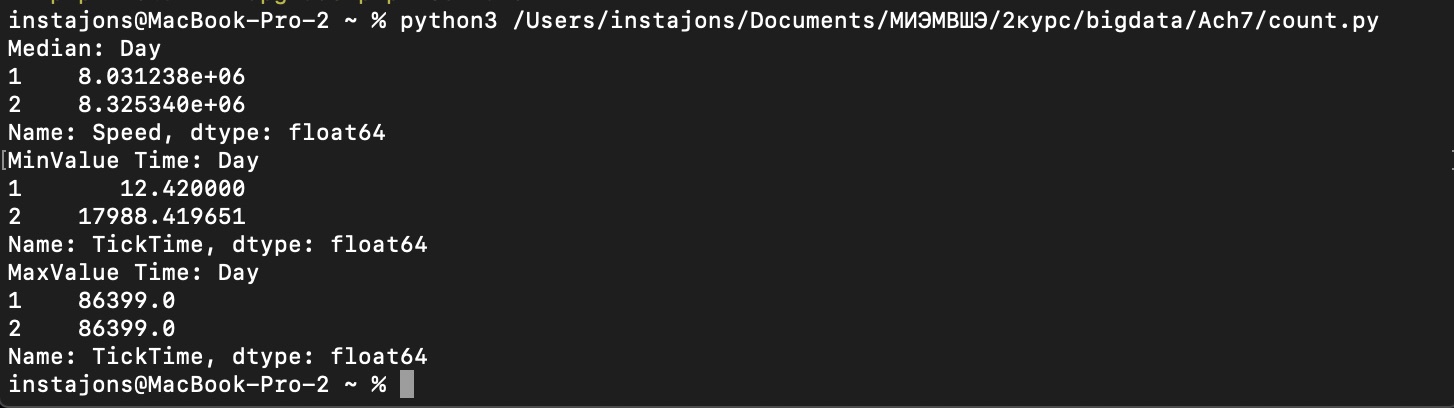 instajons@MacBook-Pro-2 ~ % python3 /Users/instajons/Documents/МИЭМВШЭ/2курс/bigdata/Ach7/count.py
Median: Day
1    8.031238e+06
2    8.325340e+06
Name: Speed, dtype: float64
[MinValue Time: Day
1       12.420000
2    17988.419651
Name: TickTime, dtype: float64
MaxValue Time: Day
1    86399.0
2    86399.0
Name: TickTime, dtype: float64
instajons@MacBook-Pro-2 ~ %